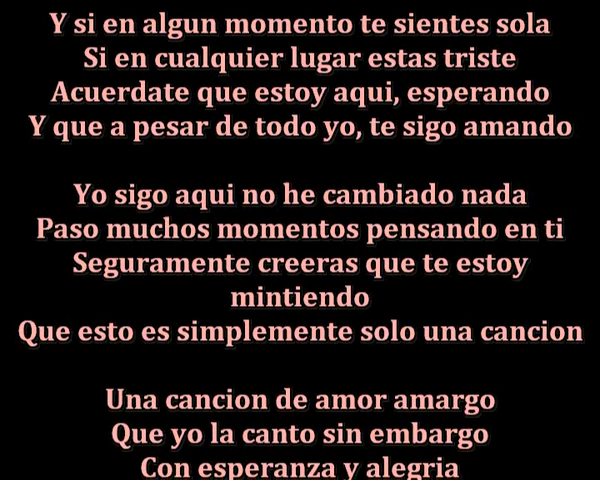 Y si en algun momento te sientes sola
Si en cualquier lugar estas triste
Acuerdate que estoy aqui, esperando
Y que a pesar de todo yo, te sigo amando
Yo sigo aqui no he cambiado nada
Paso muchos momentos pensando en ti
Seguramente creeras que te estoy
mintiendo
Que esto es simplemente solo una cancion
Una cancion de amor amargo
Que yo la canto sin embargo
Con esperanza y alegria